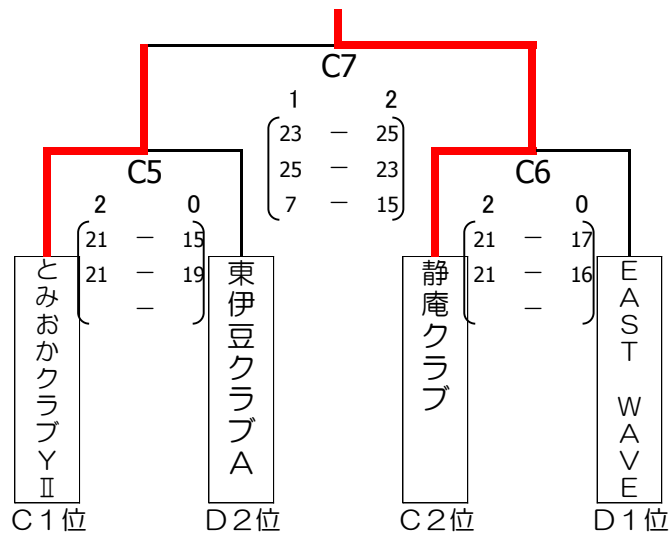 C7
1 2
23 － 25
25 － 23
7 － 15
C5
2 0
21 － 15
21 － 19
－
C6
2 0
21 － 17
21 － 16
－
とみおかクラブＹⅡ
東伊豆クラブＡ
静庵クラブ
ＥＡＳＴ　ＷＡＶＥ
Ｃ１位
Ｄ２位
Ｃ２位
Ｄ１位